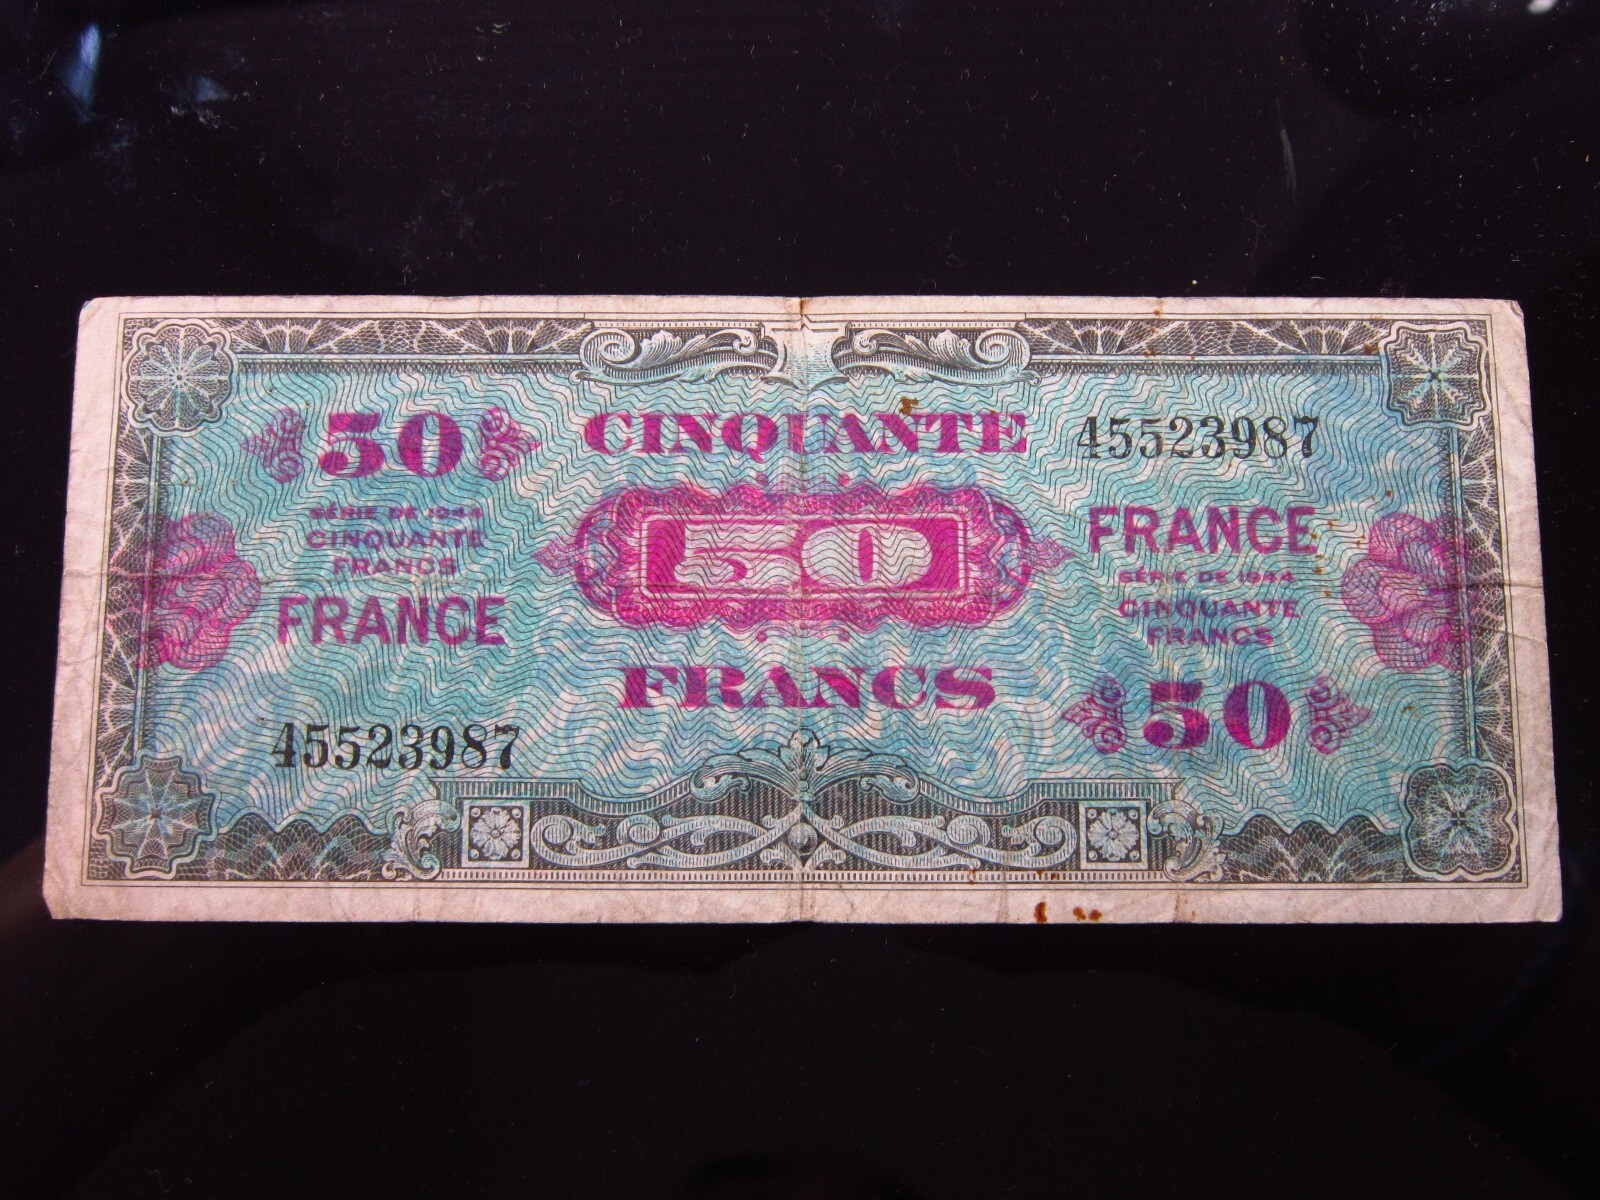 50 CINQUANTE 45523987
SÉRIE DE 1944
CINQUANTE
FRANCS
FRANCE
50
FRANCE
SÉRIE DE 1944
CINQUANTE
FRANCS
FRANCS
50
45523987